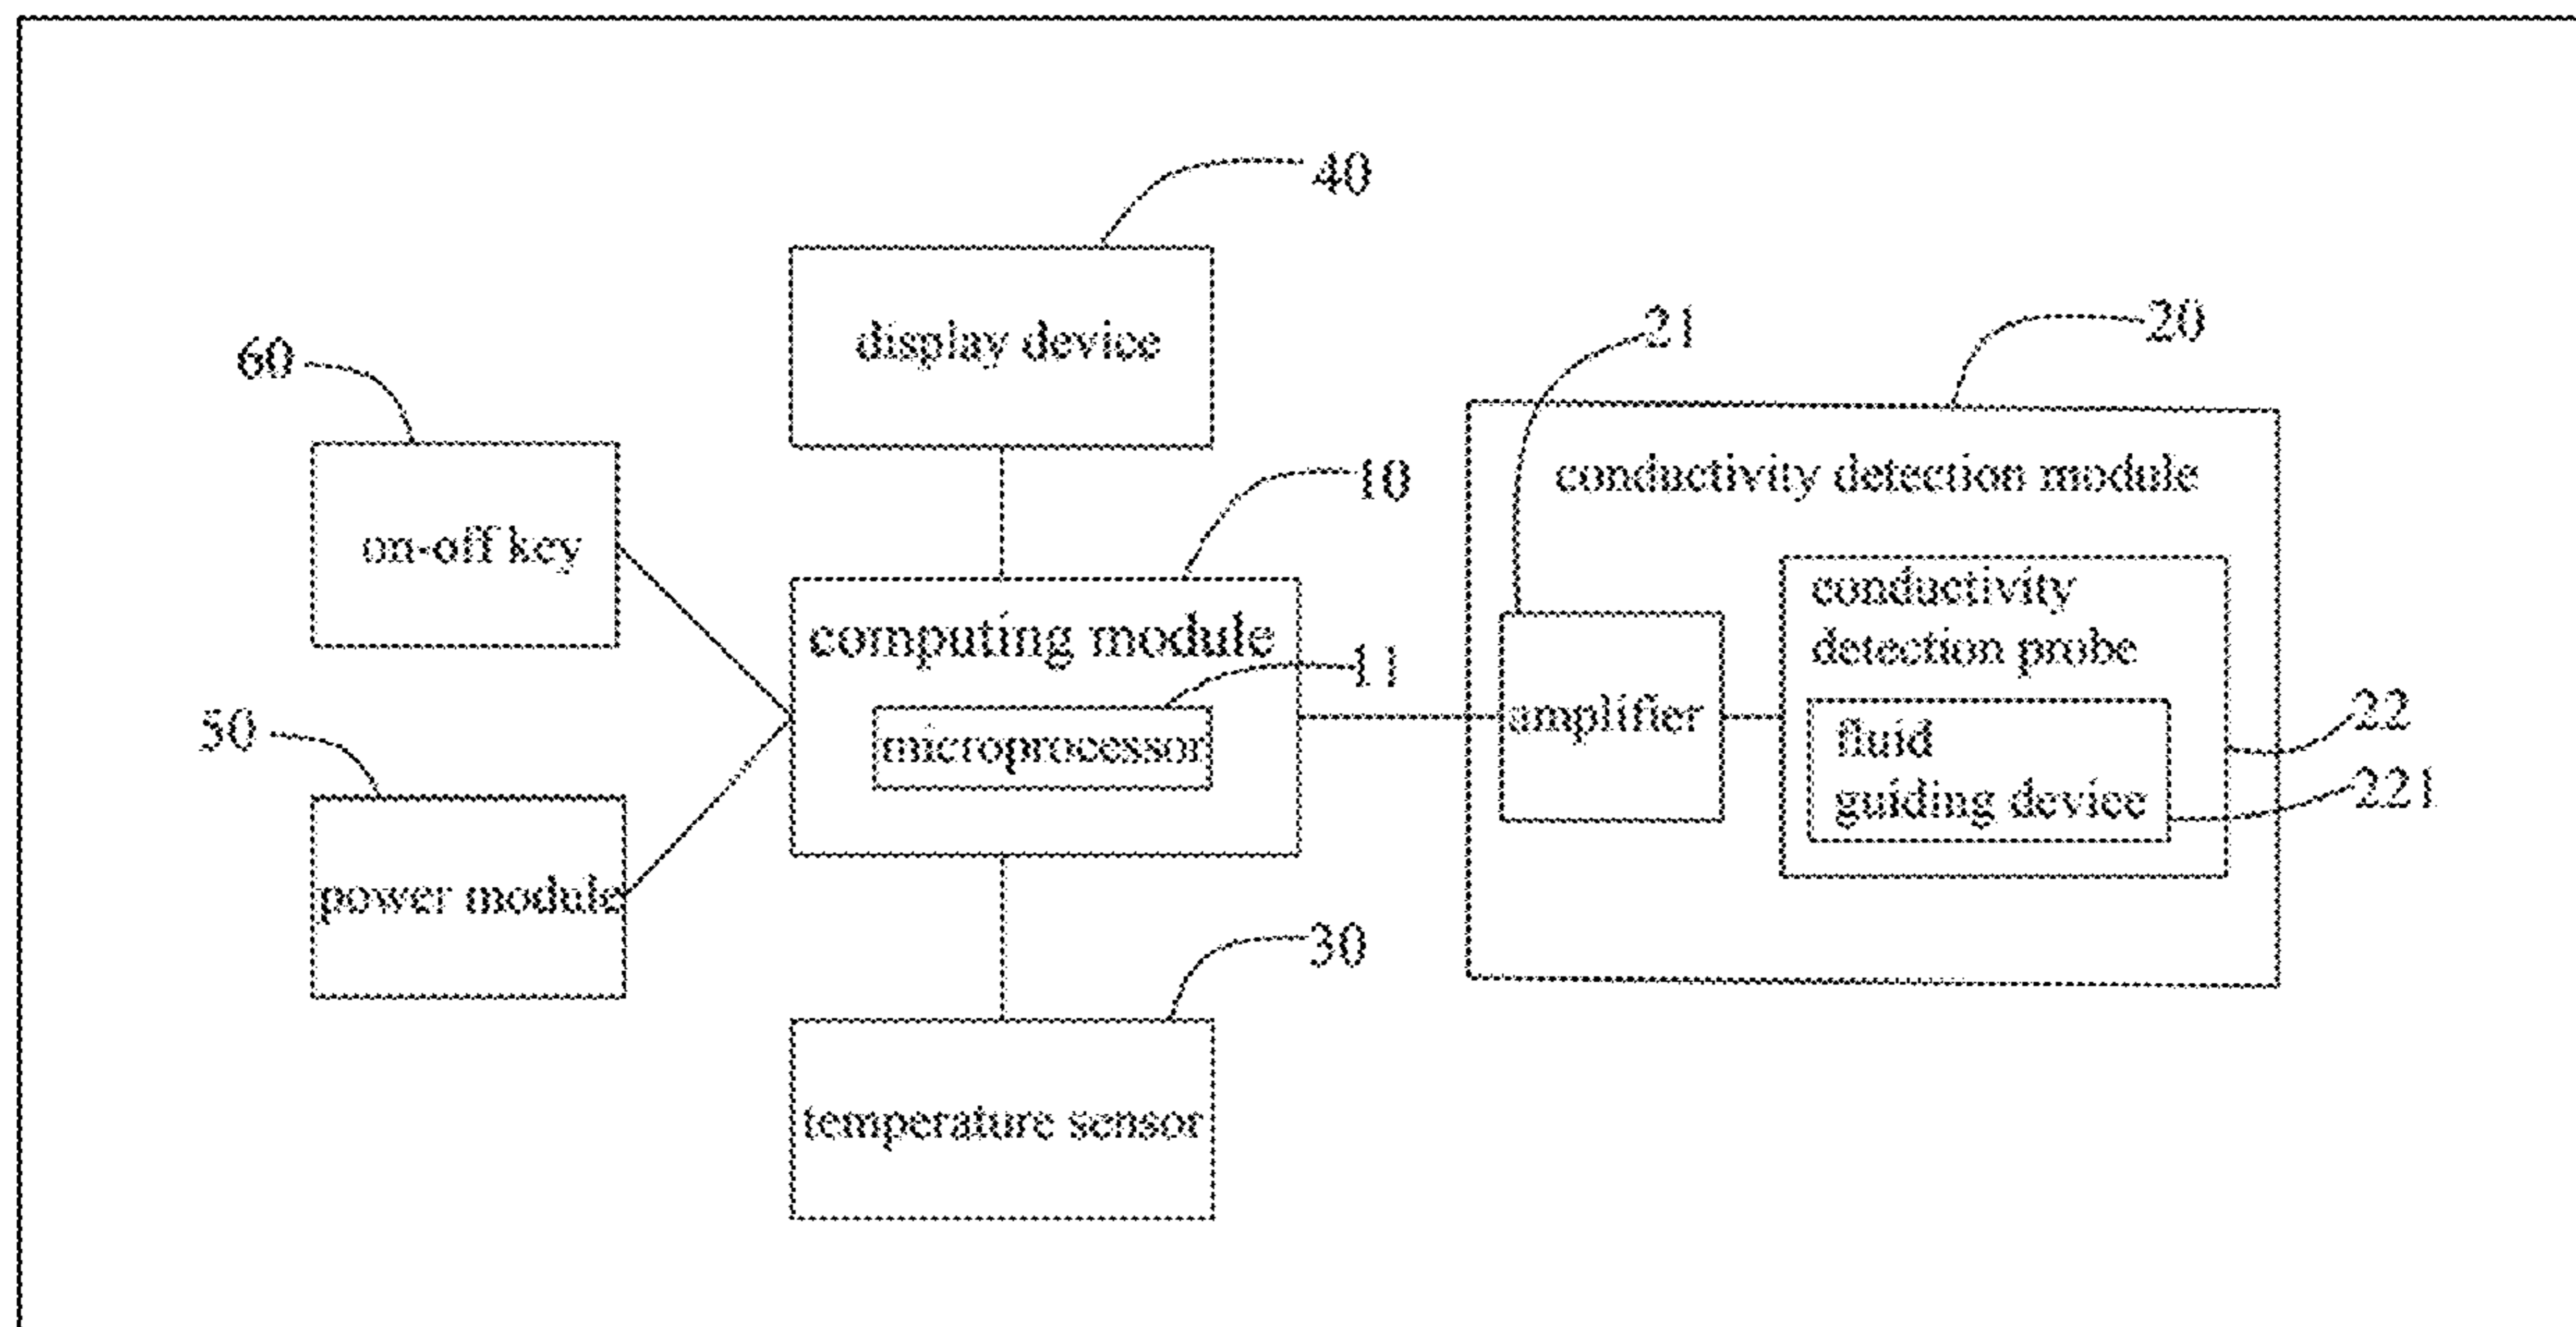 40
display device
21
20
60
on-off key
10
conductivity detection module
computing module
11
microprocessor
amplifier
conductivity
detection probe
fluid
guiding device
22
221
50
power module
30
temperature sensor